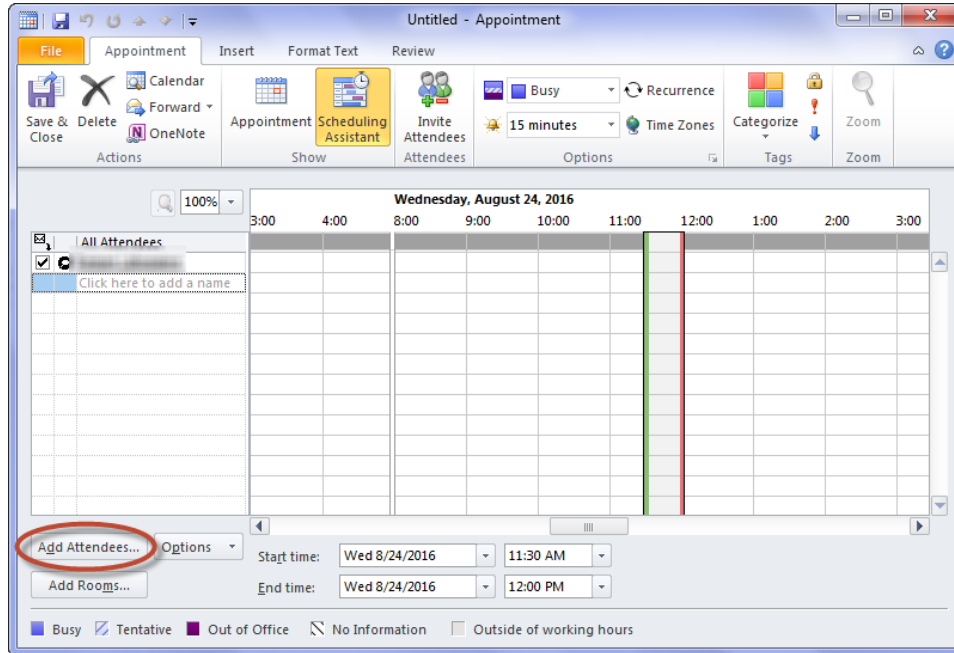 Untitled - Appointment
File Appointment Insert Format Text Review
Save & Close
Delete
Calendar
Forward
OneNote
Actions
Appointment
Scheduling Assistant
Show
Invite Attendees
Attendees
Busy
15 minutes
Recurrence
Time Zones
Options
Categorize
Tags
Zoom
Zoom
100%
Wednesday, August 24, 2016
3:00 4:00 8:00 9:00 10:00 11:00 12:00 1:00 2:00 3:00
All Attendees
Click here to add a name
Add Attendees... Options
Add Rooms...
Start time: Wed 8/24/2016 11:30 AM
End time: Wed 8/24/2016 12:00 PM
Busy Tentative Out of Office No Information Outside of working hours